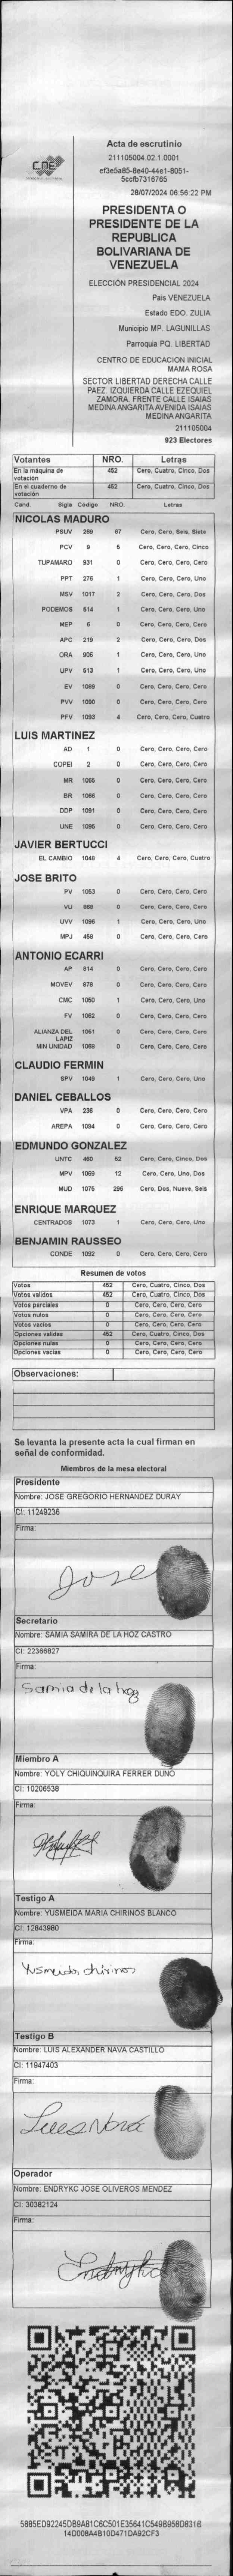 CNE
Acta de escrutinio
211105004.02.1.0001
ef3e5a85-8e40-44e1-8051-
5ccfb7316765
28/07/2024 06:56:22 PM
PRESIDENTA O
PRESIDENTE DE LA
REPUBLICA
BOLIVARIANA DE
VENEZUELA
ELECCIÓN PRESIDENCIAL 2024
Pais VENEZUELA
Estado EDO. ZULIA
Municipio MP. LAGUNILLAS
Parroquia PQ. LIBERTAD
CENTRO DE EDUCACION INICIAL
MAMA ROSA
SECTOR LIBERTAD DERECHA CALLE
PAEZ. IZQUIERDA CALLE EZEQUIEL
ZAMORA. FRENTE CALLE ISAIAS
MEDINA ANGARITA AVENIDA ISAIAS
MEDINA ANGARITA
211105004
923 Electores
Votantes NRO. Letras
En la máquina de votación 452 Cero, Cuatro, Cinco, Dos
En el cuaderno de votación 452 Cero, Cuatro, Cinco, Dos
Cand. Sigla Código NRO. Letras
NICOLAS MADURO
PSUV 269 67 Cero, Cero, Seis, Siete
PCV 9 5 Cero, Cero, Cero, Cinco
TUPAMARO 931 0 Cero, Cero, Cero, Cero
PPT 276 1 Cero, Cero, Cero, Uno
MSV 1017 2 Cero, Cero, Cero, Dos
PODEMOS 514 1 Cero, Cero, Cero, Uno
MEP 6 0 Cero, Cero, Cero, Cero
APC 219 2 Cero, Cero, Cero, Dos
ORA 906 1 Cero, Cero, Cero, Uno
UPV 513 1 Cero, Cero, Cero, Uno
EV 1089 0 Cero, Cero, Cero, Cero
PVV 1090 0 Cero, Cero, Cero, Cero
PFV 1093 4 Cero, Cero, Cero, Cuatro
LUIS MARTINEZ
AD 1 0 Cero, Cero, Cero, Cero
COPEI 2 0 Cero, Cero, Cero, Cero
MR 1065 0 Cero, Cero, Cero, Cero
BR 1066 0 Cero, Cero, Cero, Cero
DDP 1091 0 Cero, Cero, Cero, Cero
UNE 1095 0 Cero, Cero, Cero, Cero
JAVIER BERTUCCI
EL CAMBIO 1048 4 Cero, Cero, Cero, Cuatro
JOSE BRITO
PV 1053 0 Cero, Cero, Cero, Cero
VU 868 0 Cero, Cero, Cero, Cero
UVV 1096 1 Cero, Cero, Cero, Uno
MPJ 458 0 Cero, Cero, Cero, Cero
ANTONIO ECARRI
AP 914 0 Cero, Cero, Cero, Cero
MOVEV 978 0 Cero, Cero, Cero, Cero
CMC 1050 1 Cero, Cero, Cero, Uno
FV 1062 0 Cero, Cero, Cero, Cero
ALIANZA DEL LAPIZ 1051 0 Cero, Cero, Cero, Cero
MIN UNIDAD 1059 0 Cero, Cero, Cero, Cero
CLAUDIO FERMIN
SPV 1049 1 Cero, Cero, Cero, Uno
DANIEL CEBALLOS
VPA 236 0 Cero, Cero, Cero, Cero
AREPA 1094 0 Cero, Cero, Cero, Cero
EDMUNDO GONZALEZ
UNTC 460 52 Cero, Cero, Cinco, Dos
MPV 1069 12 Cero, Cero, Uno, Dos
MUD 1075 296 Cero, Dos, Nueve, Seis
ENRIQUE MARQUEZ
CENTRADOS 1073 1 Cero, Cero, Cero, Uno
BENJAMIN RAUSSEO
CONDE 1092 0 Cero, Cero, Cero, Cero
Resumen de votos
Votos 452 Cero, Cuatro, Cinco, Dos
Votos validos 452 Cero, Cuatro, Cinco, Dos
Votos parciales 0 Cero, Cero, Cero, Cero
Votos nulos 0 Cero, Cero, Cero, Cero
Votos vacios 0 Cero, Cero, Cero, Cero
Opciones validas 452 Cero, Cuatro, Cinco, Dos
Opciones nulas 0 Cero, Cero, Cero, Cero
Opciones vacias 0 Cero, Cero, Cero, Cero
Observaciones:
Se levanta la presente acta la cual firman en
señal de conformidad.
Miembros de la mesa electoral
Presidente
Nombre: JOSE GREGORIO HERNANDEZ DURAY
CI: 11249236
Firma:
Jose
Secretario
Nombre: SAMIA SAMIRA DE LA HOZ CASTRO
CI: 22366827
Firma:
Samia de la hoz
Miembro A
Nombre: YOLY CHIQUINQUIRA FERRER DUNO
CI: 10206538
Firma:
Testigo A
Nombre: YUSMEIDA MARIA CHIRINOS BLANCO
CI: 12843980
Firma:
Yusmeida chirinos
Testigo B
Nombre: LUIS ALEXANDER NAVA CASTILLO
CI: 11947403
Firma:
Luis Nava
Operador
Nombre: ENDRYKC JOSE OLIVEROS MENDEZ
CI: 30382124
Firma:
5885ED92245DB9A81C6C501E35641C5498958D8318
14D008A4B10D471DA92CF3